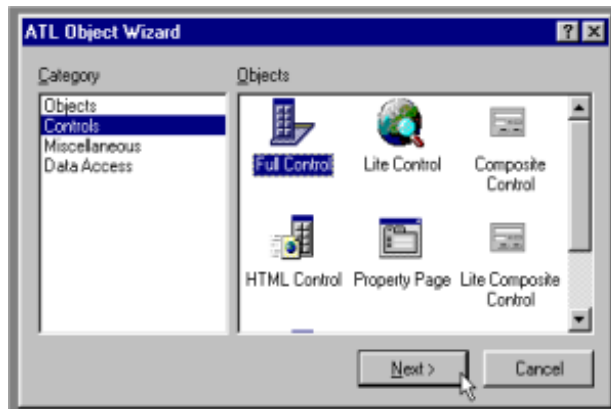 ATL Object Wizard
Category
Objects
Objects
Controls
Miscellaneous
Data Access
Full Control
Lite Control
Composite
Control
HTML Control
Property Page
Lite Composite
Control
Next >
Cancel